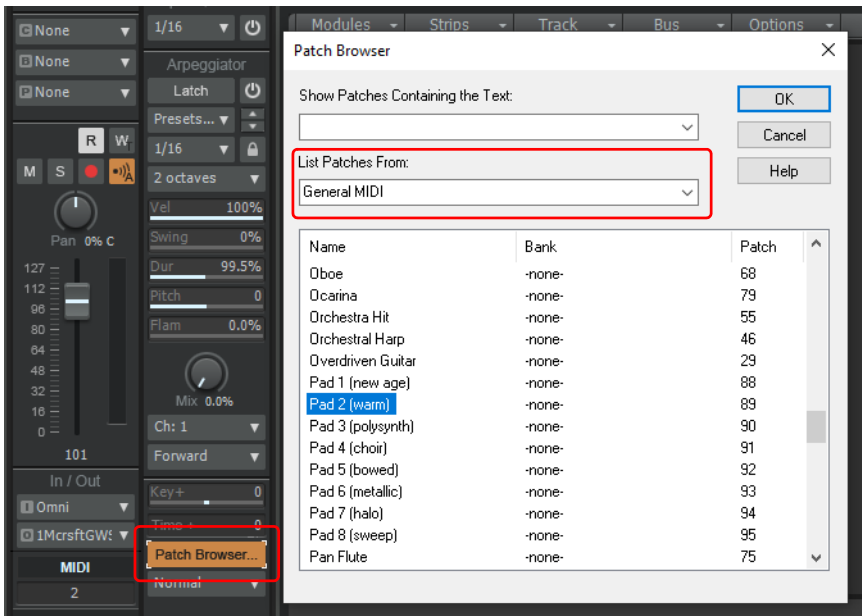 None
None
None
R W
M S A
Pan 0% C
127
112
96
80
64
48
32
16
0
101
In / Out
Omni
1McrsftGWS
MIDI
2
1/16
Arpeggiator
Latch
Presets...
1/16
2 octaves
Vel 100%
Swing 0%
Dur 99.5%
Pitch 0
Flam 0.0%
Mix 0.0%
Ch: 1
Forward
Key+ 0
Time + 0
Patch Browser...
Normal
Modules Strips Track Bus Options
Patch Browser
Show Patches Containing the Text:
OK
Cancel
List Patches From:
Help
General MIDI
Name Bank Patch
Oboe -none- 68
Ocarina -none- 79
Orchestra Hit -none- 55
Orchestral Harp -none- 46
Overdriven Guitar -none- 29
Pad 1 (new age) -none- 88
Pad 2 (warm) -none- 89
Pad 3 (polysynth) -none- 90
Pad 4 (choir) -none- 91
Pad 5 (bowed) -none- 92
Pad 6 (metallic) -none- 93
Pad 7 (halo) -none- 94
Pad 8 (sweep) -none- 95
Pan Flute -none- 75